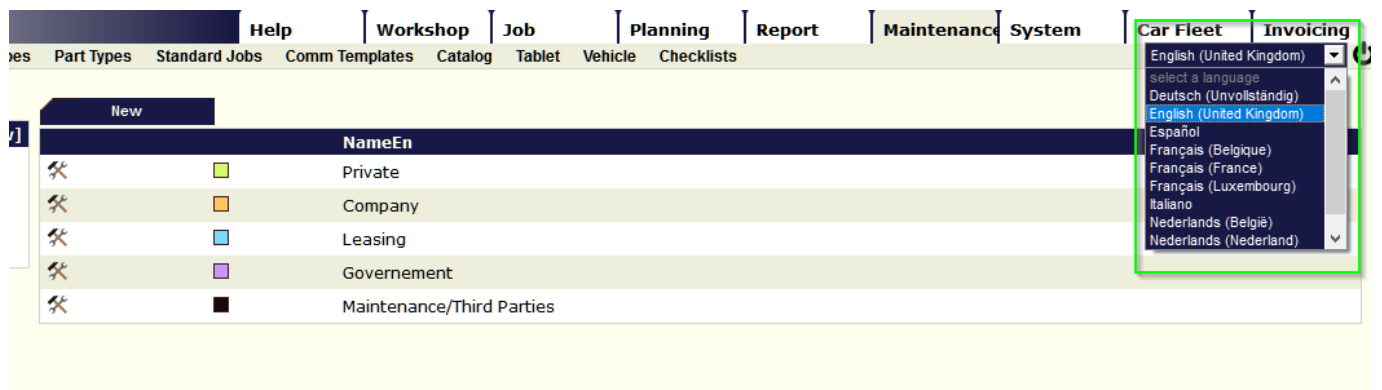 Help Workshop Job Planning Report Maintenance System Car Fleet Invoicing
Part Types Standard Jobs Comm Templates Catalog Tablet Vehicle Checklists English (United Kingdom)
select a language
Deutsch (Unvollständig)
English (United Kingdom)
Español
Français (Belgique)
Français (France)
Français (Luxembourg)
Italiano
Nederlands (België)
Nederlands (Nederland)
New
NameEn
Private
Company
Leasing
Governement
Maintenance/Third Parties